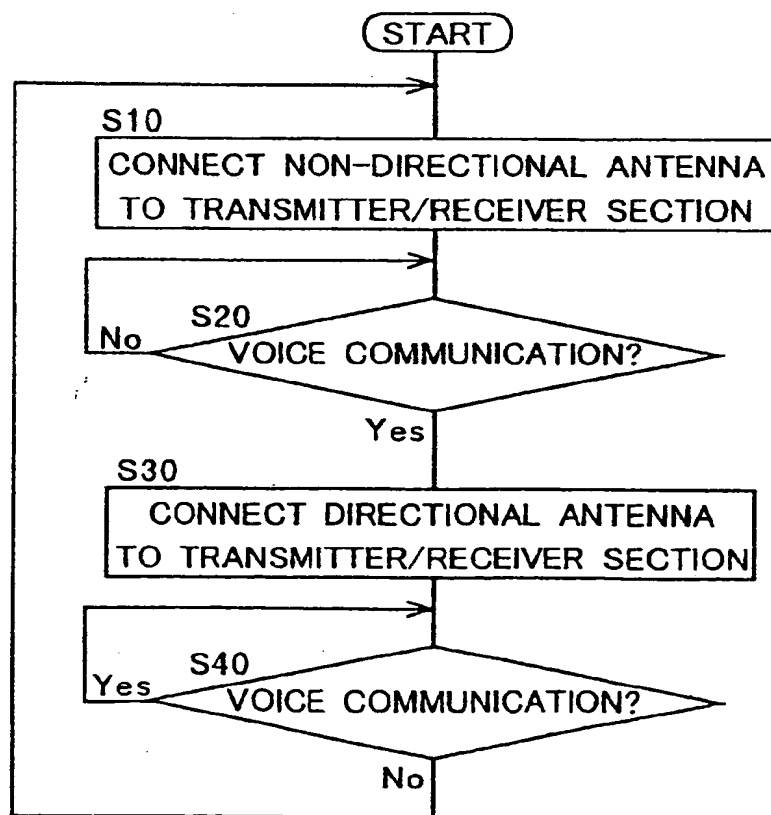 START
S10
CONNECT NON-DIRECTIONAL ANTENNA
TO TRANSMITTER/RECEIVER SECTION
S20
No
VOICE COMMUNICATION?
Yes
S30
CONNECT DIRECTIONAL ANTENNA
TO TRANSMITTER/RECEIVER SECTION
S40
Yes
VOICE COMMUNICATION?
No